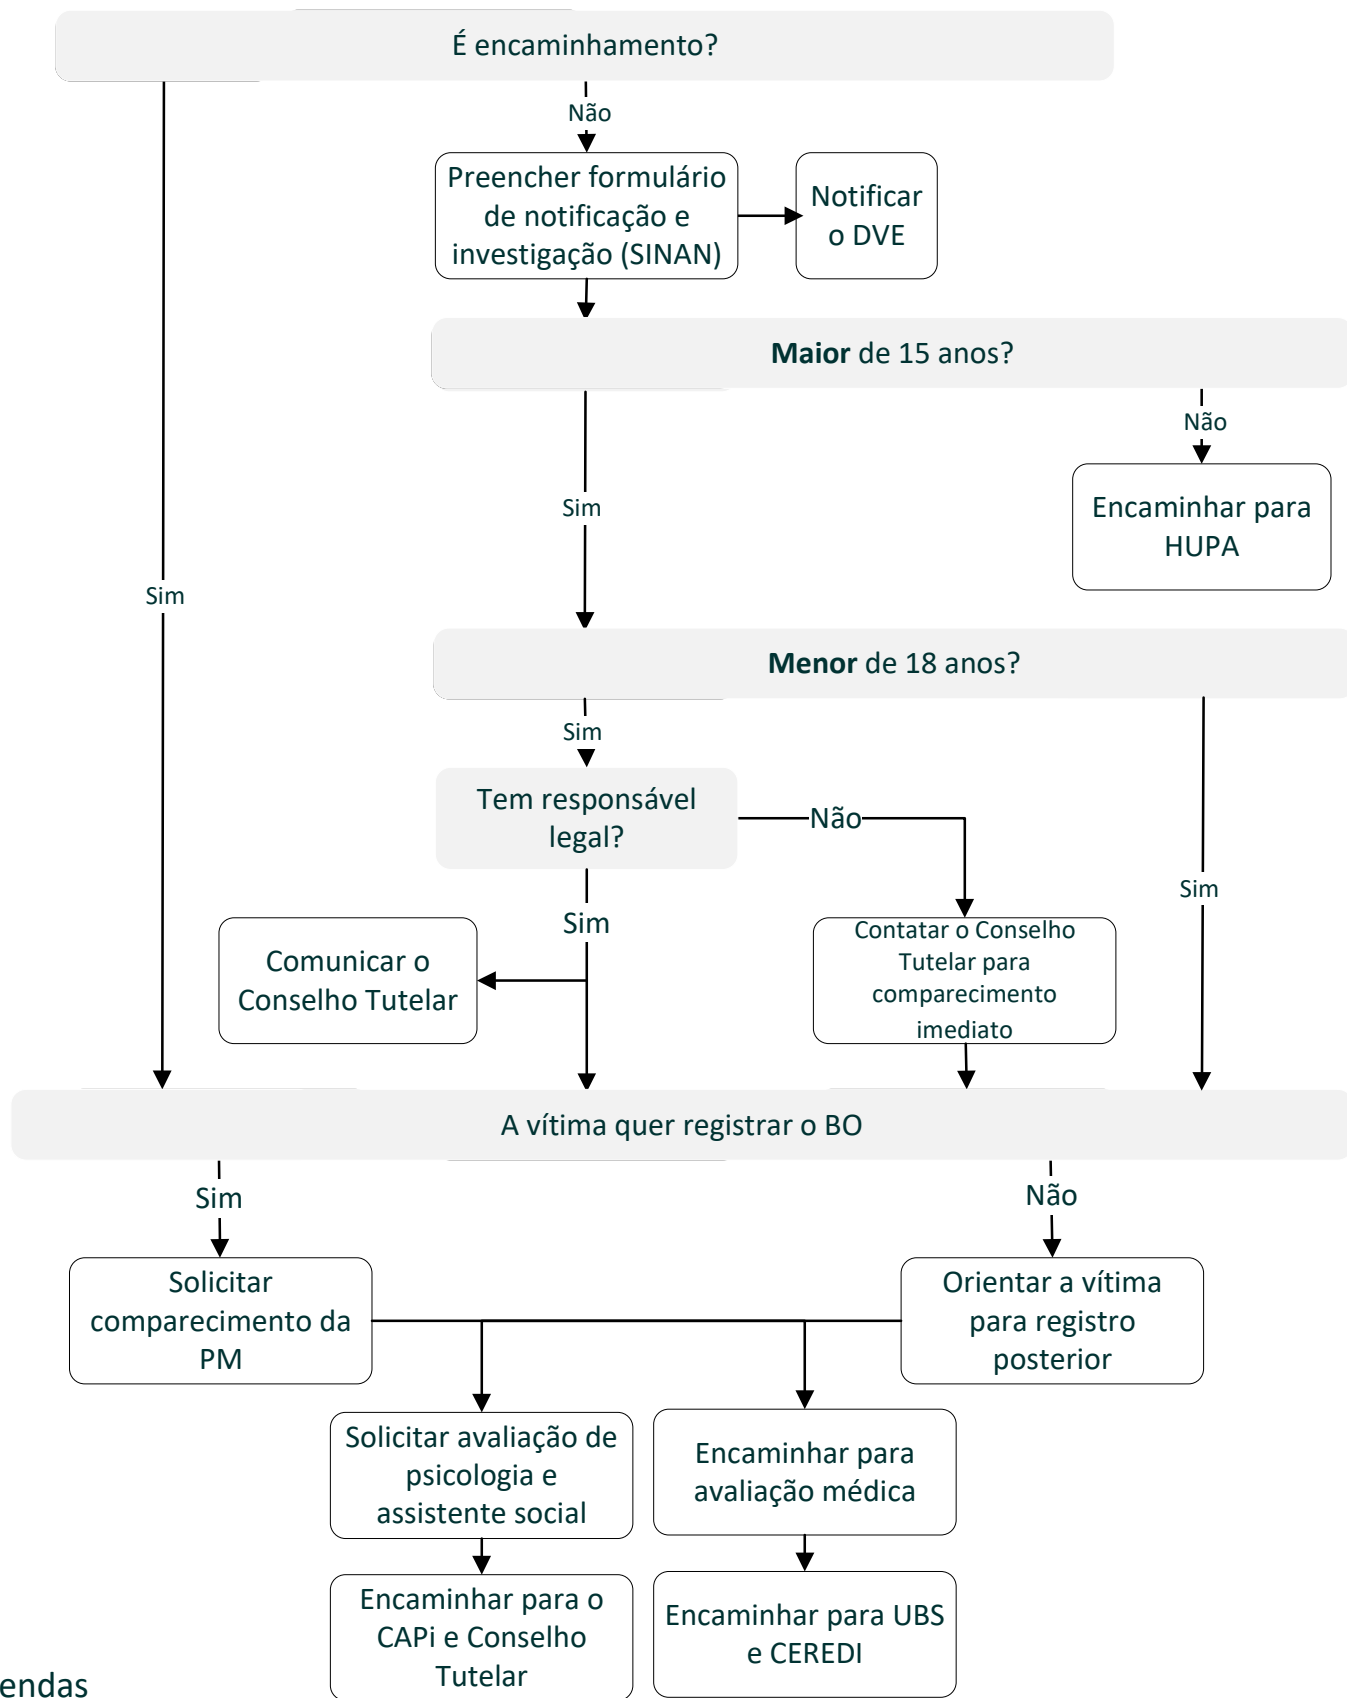 É encaminhamento?
Não
Preencher formulário
de notificação e
investigação (SINAN)
Notificar
o DVE
Maior de 15 anos?
Não
Sim
Encaminhar para
HUPA
Sim
Menor de 18 anos?
Sim
Tem responsável
legal?
Não
Sim
Sim
Comunicar o
Conselho Tutelar
Contatar o Conselho
Tutelar para
comparecimento
imediato
A vítima quer registrar o BO
Sim
Não
Solicitar
comparecimento da
PM
Orientar a vítima
para registro
posterior
Solicitar avaliação de
psicologia e
assistente social
Encaminhar para
avaliação médica
Encaminhar para o
CAPi e Conselho
Tutelar
Encaminhar para UBS
e CEREDI
endas